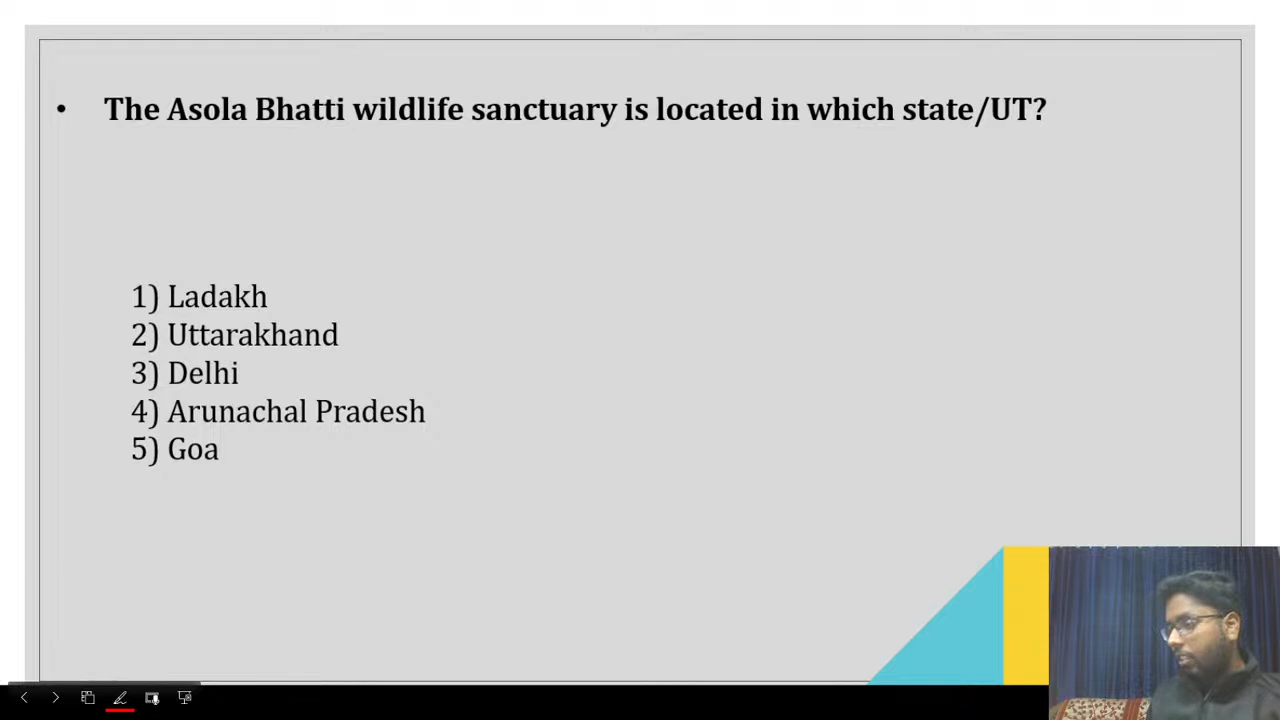 • The Asola Bhatti wildlife sanctuary is located in which state/UT?
1) Ladakh
2) Uttarakhand
3) Delhi
4) Arunachal Pradesh
5) Goa